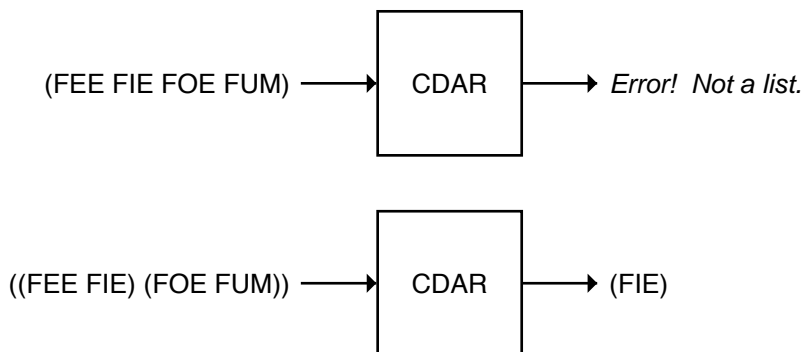 (FEE FIE FOE FUM) CDAR Error! Not a list.
((FEE FIE) (FOE FUM)) CDAR (FIE)